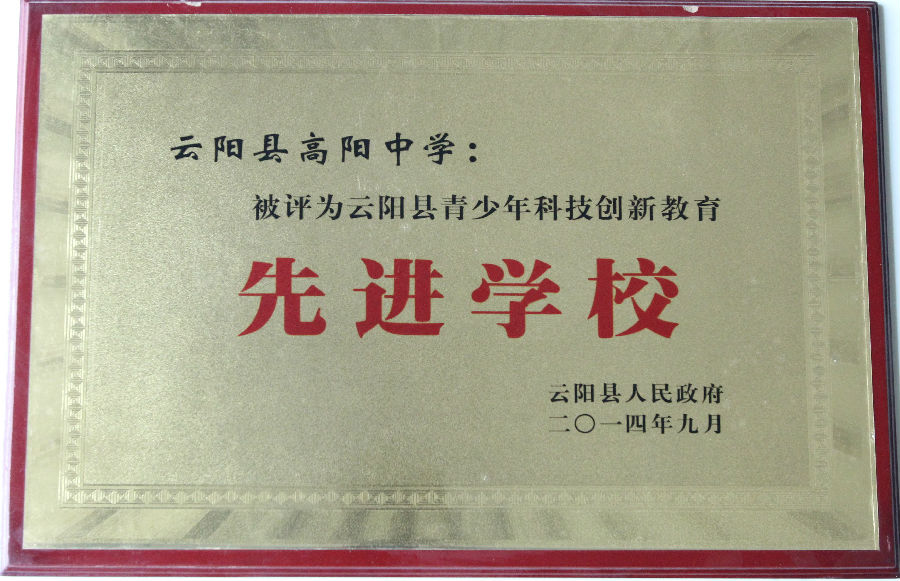 云阳县高阳中学：
被评为云阳县青少年科技创新教育
先进学校
云阳县人民政府
二〇一四年九月